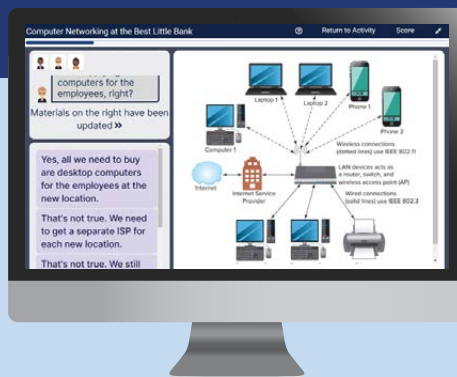 Computer Networking at the Best Little Bank
Return to Activity
Score
computers for the
employees, right?
Materials on the right have been
updated »
Yes, all we need to buy
are desktop computers
for the employees at the
new location.
That's not true. We need
to get a separate ISP for
each new location.
That's not true. We still
Laptop 1
Laptop 2
Phone 1
Phone 2
Computer 1
Wireless connections
(dotted lines) use IEEE 802.11
LAN devices acts as
a router, switch, and
wireless access point (AP)
Internet
Internet Service
Provider
Wired connections
(solid lines) use IEEE 802.3